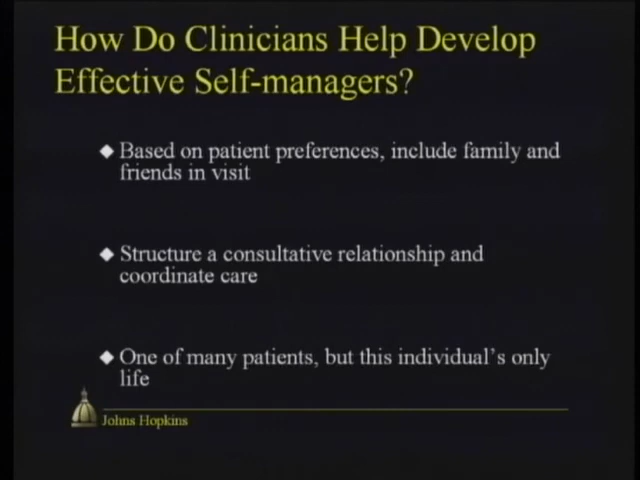 How Do Clinicians Help Develop
Effective Self-managers?
◆ Based on patient preferences, include family and
friends in visit
◆ Structure a consultative relationship and
coordinate care
◆ One of many patients, but this individual's only
life
Johns Hopkins